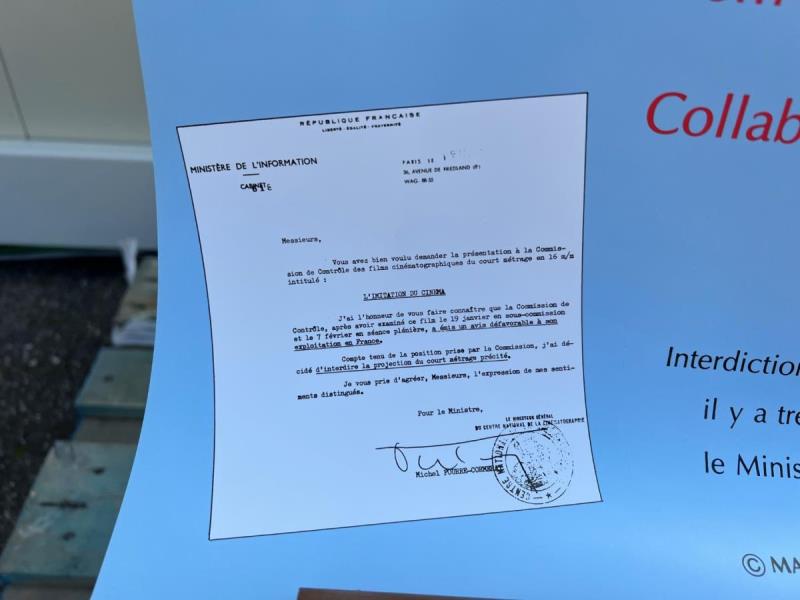 Collab
RÉPUBLIQUE FRANÇAISE
LIBERTÉ - ÉGALITÉ - FRATERNITÉ
MINISTÈRE DE L'INFORMATION
CABINET
PARIS LE
36, AVENUE DE FRIEDLAND (8e)
WAG.
Messieurs,
Vous avez bien voulu demander la présentation à la Commis-
sion de Contrôle des films cinématographiques du court métrage en 16 m/m
intitulé :
L'IMITATION DU CINEMA
J'ai l'honneur de vous faire connaître que la Commission de
Contrôle, après avoir examiné ce film le 19 janvier en sous-commission
et le 7 février en séance plénière, a émis un avis défavorable à son
exploitation en France.
Compte tenu de la position prise par la Commission, j'ai dé-
cidé d'interdire la projection du court métrage précité.
Je vous prie d'agréer, Messieurs, l'expression de mes senti-
ments distingués.
Pour le Ministre,
LE DIRECTEUR GÉNÉRAL
DU CENTRE NATIONAL DE LA CINÉMATOGRAPHIE
Michel
CENTRE NATIONAL
Interdiction
il y a tre
le Minis
© MA